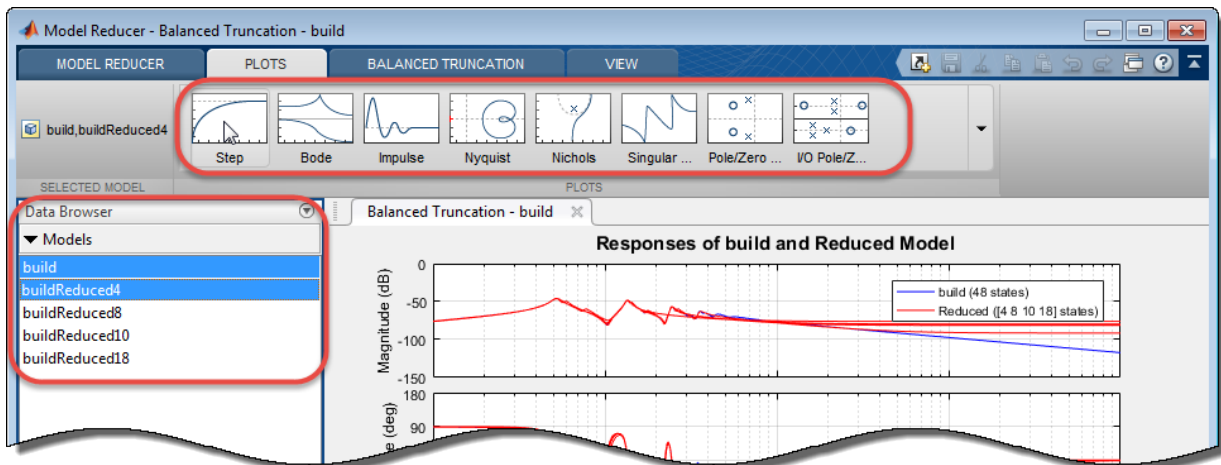 Model Reducer - Balanced Truncation - build
MODEL REDUCER
PLOTS
BALANCED TRUNCATION
VIEW
build,buildReduced4
Step
Bode
Impulse
Nyquist
Nichols
Singular ...
Pole/Zero ...
I/O Pole/Z...
SELECTED MODEL
PLOTS
Data Browser
Models
build
buildReduced4
buildReduced8
buildReduced10
buildReduced18
Balanced Truncation - build
Responses of build and Reduced Model
Magnitude (dB)
0
-50
-100
-150
build (48 states)
Reduced ([4 8 10 18] states)
180
90
(deg)